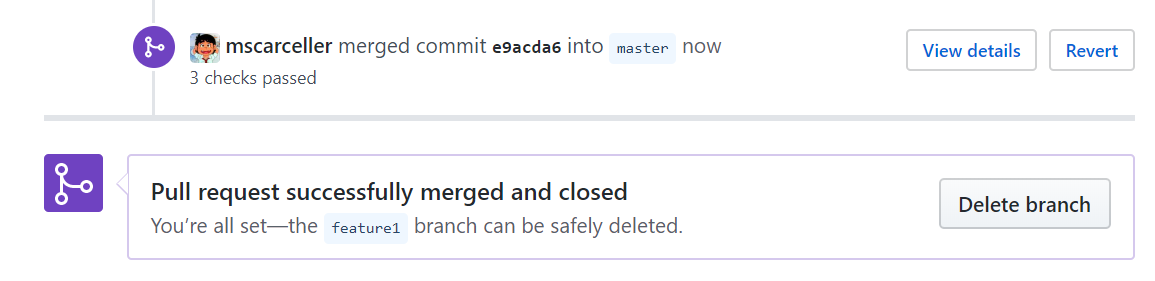 mscarceller merged commit e9acda6 into master now
View details
Revert
3 checks passed
Pull request successfully merged and closed
You’re all set—the feature1 branch can be safely deleted.
Delete branch